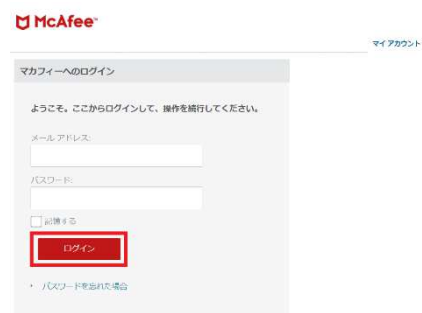 McAfee™
マイ アカウント
マカフィーへのログイン
ようこそ。ここからログインして、操作を続行してください。
メール アドレス:
パスワード:
記憶する
ログイン
・ パスワードを忘れた場合